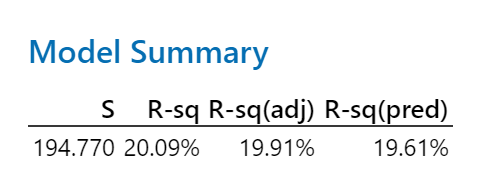 Model Summary
S R-sq R-sq(adj) R-sq(pred)
194.770 20.09% 19.91% 19.61%